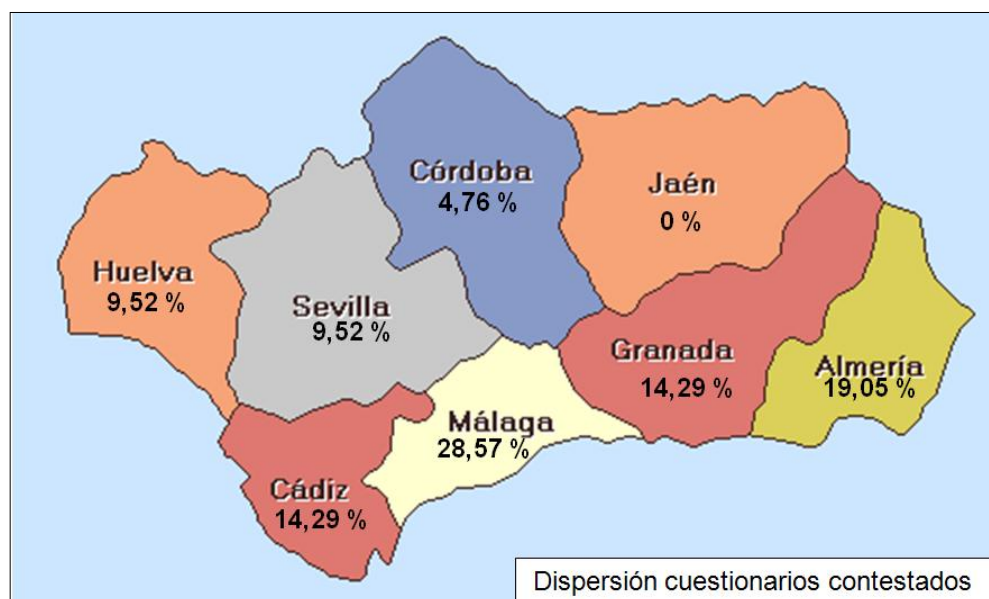 Córdoba
4,76 %
Jaén
0 %
Huelva
9,52 %
Sevilla
9,52 %
Granada
14,29 %
Almería
19,05 %
Málaga
28,57 %
Cádiz
14,29 %
Dispersión cuestionarios contestados